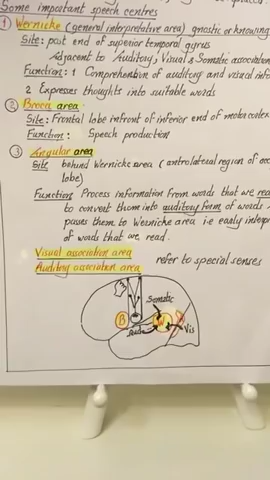 Some important speech centres
① Wernicke (general interpretative area) gnostic or knowing
Site: post end of superior temporal gyrus
Adjacent to Auditory, Visual & Somatic association
Function: 1 Comprehension of auditory and visual info
2 Expresses thoughts into suitable words
② Broca area
Site: Frontal lobe infront of inferior end of motor cortex
Function: Speech production
③ Angular area
Site behind Wernicke area (antrolateral region of occ
lobe)
Function Process information from words that we rea
to convert them into auditory form of words
passes them to Wernicke area i.e early interp
of words that we read.
Visual association area
Auditory association area
refer to special senses
Somatic
B
W
Vis